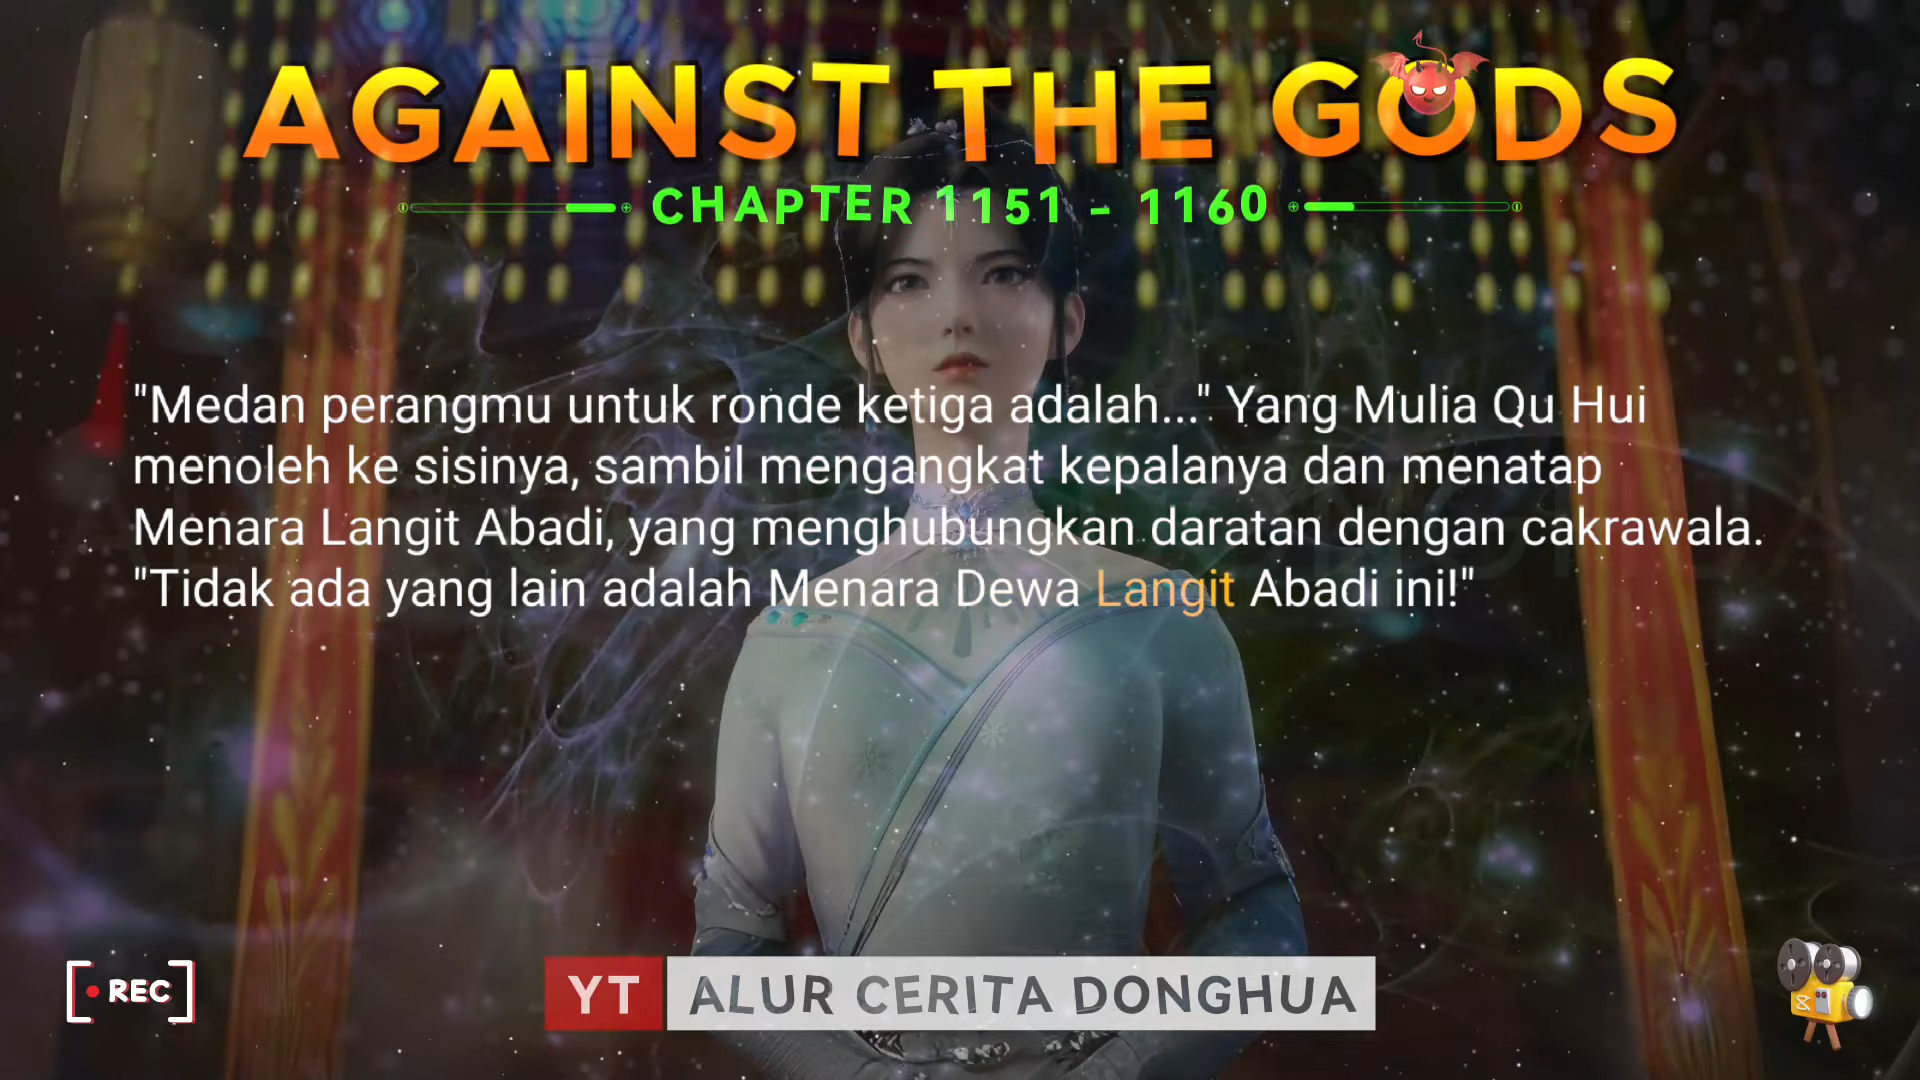 AGAINST THE GODS
CHAPTER 1151 - 1160
"Medan perangmu untuk ronde ketiga adalah..." Yang Mulia Qu Hui
menoleh ke sisinya, sambil mengangkat kepalanya dan menatap
Menara Langit Abadi, yang menghubungkan daratan dengan cakrawala.
"Tidak ada yang lain adalah Menara Dewa Langit Abadi ini!"
REC
YT ALUR CERITA DONGHUA